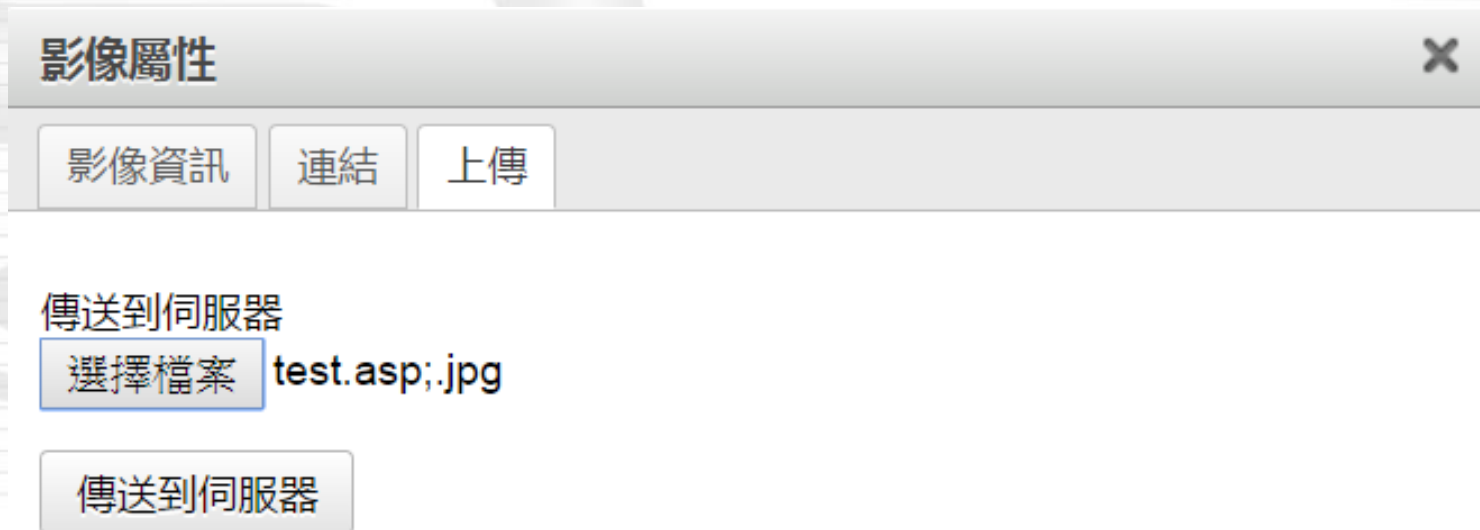 影像屬性
影像資訊 連結 上傳
傳送到伺服器
選擇檔案 test.asp;.jpg
傳送到伺服器